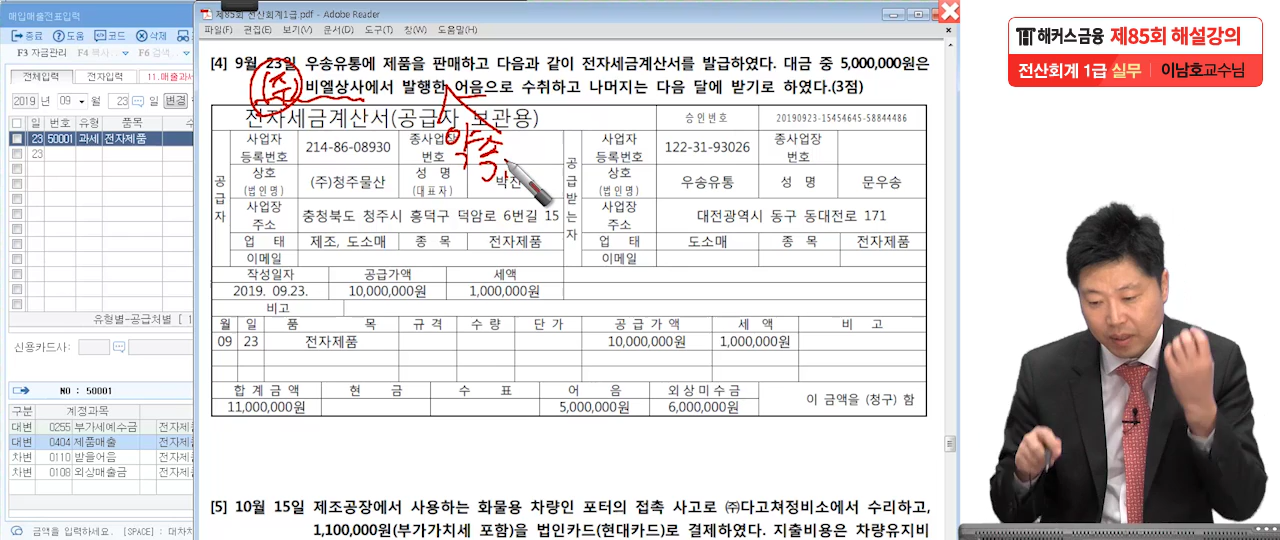 매입매출전표입력
종료 도움 코드 삭제
F3 자금관리 F4 복사 F6 검색
전체입력 전자입력 11.매출과세
2019 년 09 월 23 일 변경
일 번호 유형 품목
23 50001 과세 전자제품
23
유형별-공급처별 [ 1
신용카드사:
NO : 50001
구분 계정과목
대변 0255 부가세예수금 전자제
대변 0404 제품매출 전자제
차변 0110 받을어음 전자제
차변 0108 외상매출금 전자제
금액을 입력하세요. [SPACE] : 대차차
제85회 전산회계1급.pdf - Adobe Reader
파일(F) 편집(E) 보기(V) 문서(D) 도구(T) 창(W) 도움말(H)
[4] 9월 23일 우송유통에 제품을 판매하고 다음과 같이 전자세금계산서를 발급하였다. 대금 중 5,000,000원은
비엘상사에서 발행한 어음으로 수취하고 나머지는 다음 달에 받기로 하였다.(3점)
전자세금계산서(공급자 보관용) 승인번호 20190923-15454645-58844486
공급자 사업자등록번호 214-86-08930 종사업장번호 공급받는자 사업자등록번호 122-31-93026 종사업장번호
상호(법인명) (주)청주물산 성명(대표자) 상호(법인명) 우송유통 성 명 문우송
사업장주소 충청북도 청주시 흥덕구 덕암로 6번길 15 사업장주소 대전광역시 동구 동대전로 171
업 태 제조, 도소매 종 목 전자제품 업 태 도소매 종 목 전자제품
이메일 이메일
작성일자 공급가액 세액
2019. 09.23. 10,000,000원 1,000,000원
비고
월 일 품 목 규 격 수 량 단 가 공 급 가 액 세 액 비 고
09 23 전자제품 10,000,000원 1,000,000원
합 계 금 액 현 금 수 표 어 음 외 상 미 수 금 이 금액을 (청구) 함
11,000,000원 5,000,000원 6,000,000원
[5] 10월 15일 제조공장에서 사용하는 화물용 차량인 포터의 접촉 사고로 ㈜다고쳐정비소에서 수리하고,
1,100,000원(부가가치세 포함)을 법인카드(현대카드)로 결제하였다. 지출비용은 차량유지비
해커스금융 제85회 해설강의
전산회계 1급 실무 이남호교수님